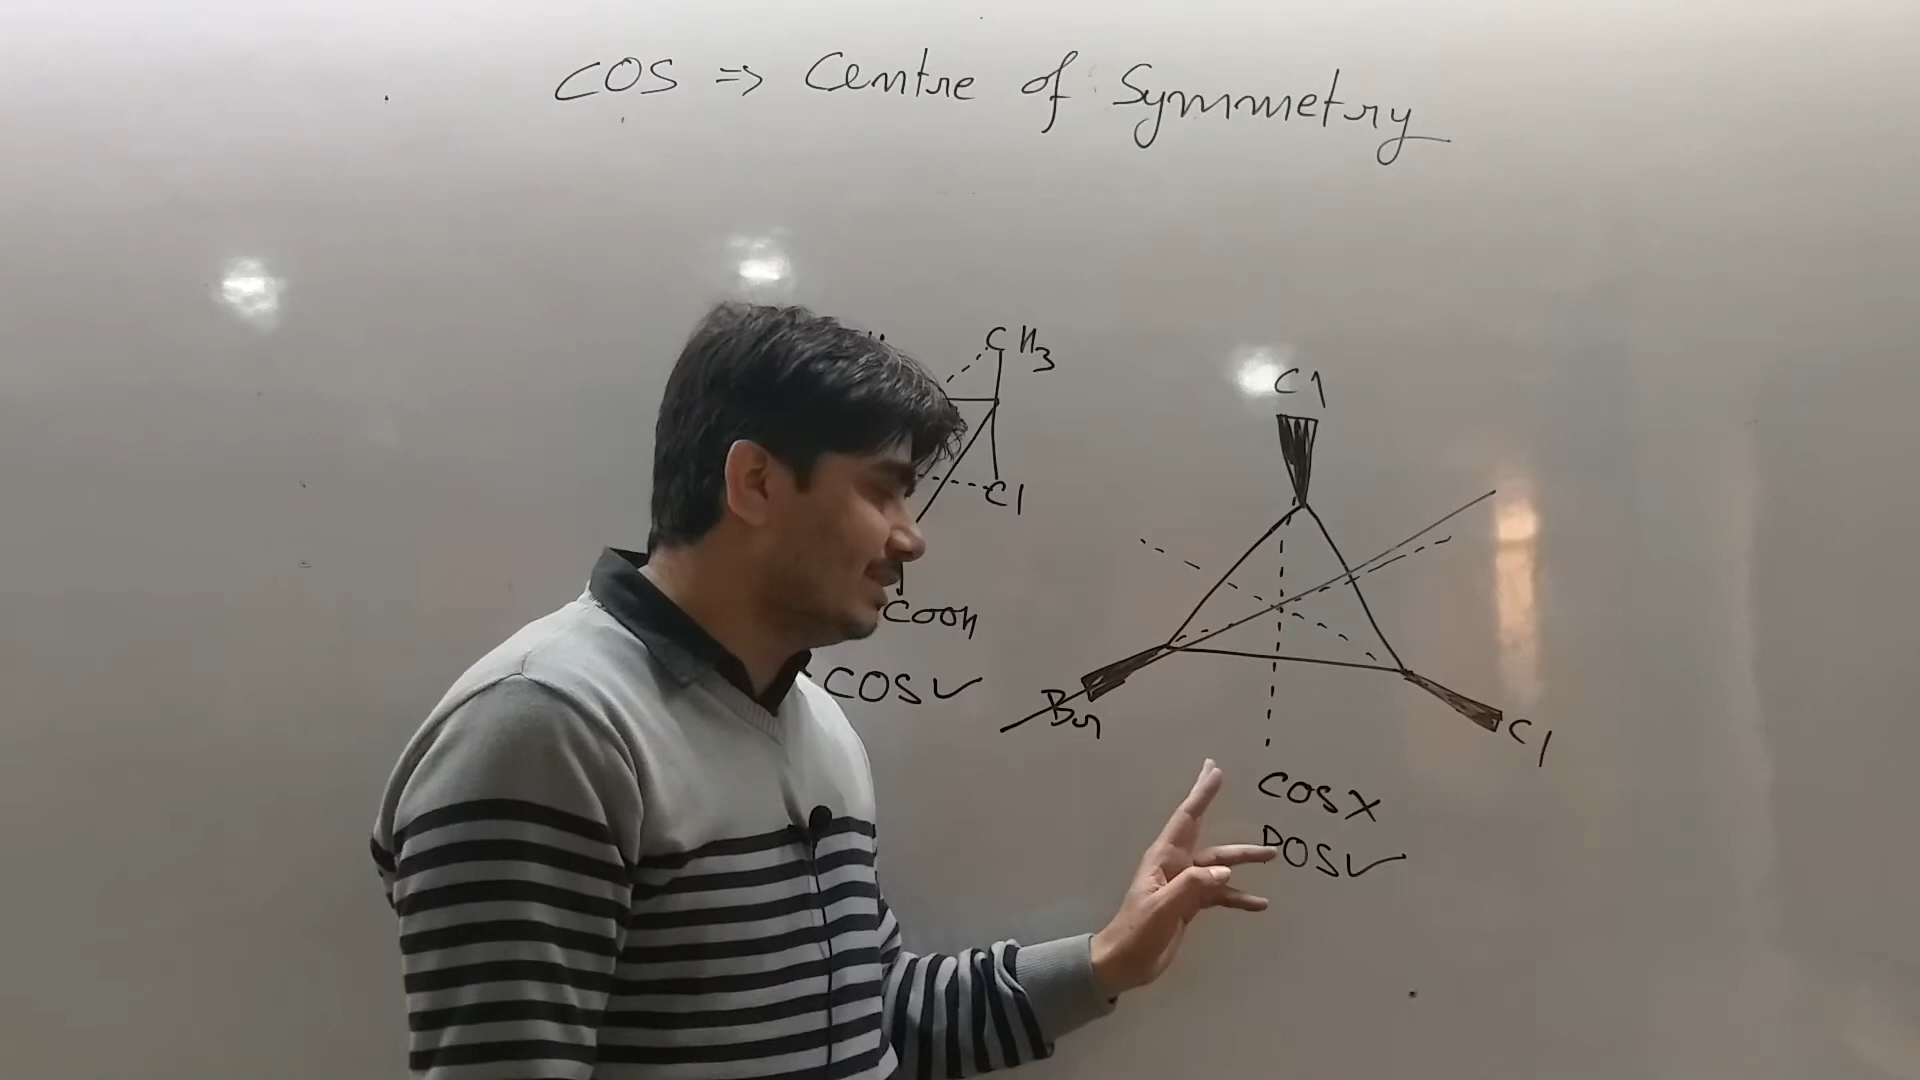 COS => Centre of Symmetry
CH3
Cl
COOH
COS✓
Cl
Br
Cl
COS X
POS✓